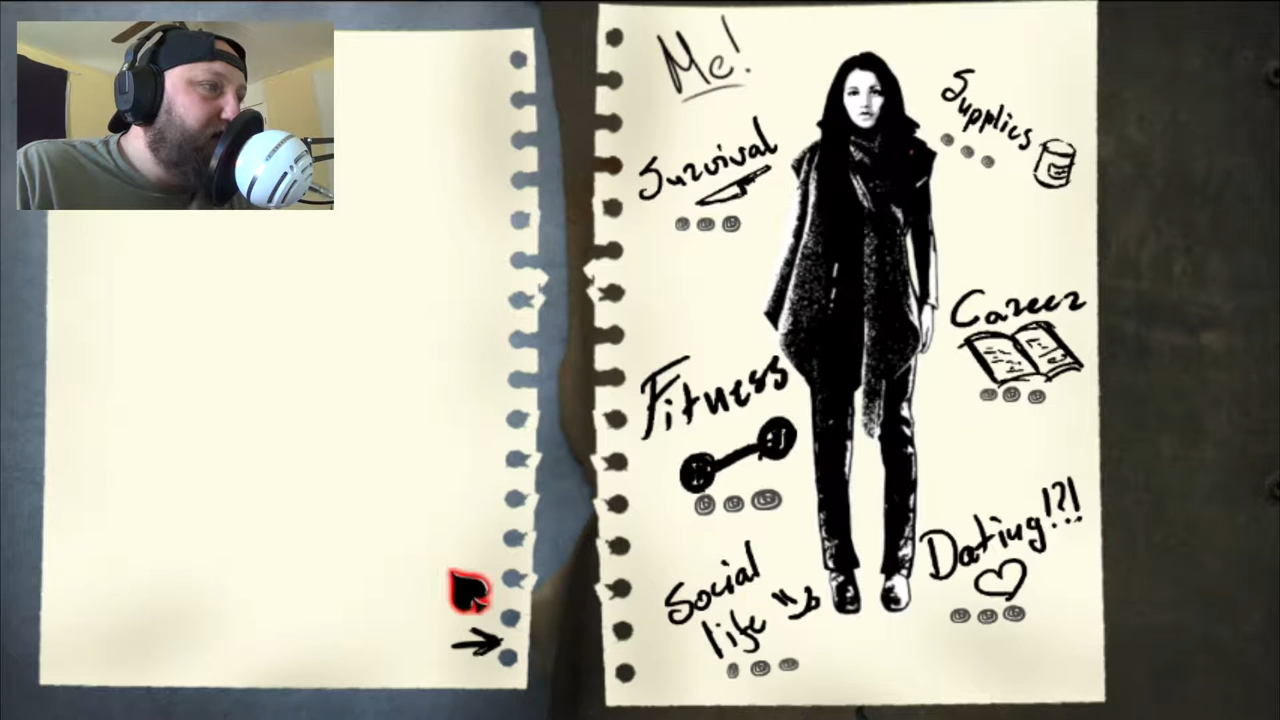 Me!
Survival
Supplies
Career
Fitness
Dating!?!
Social
life